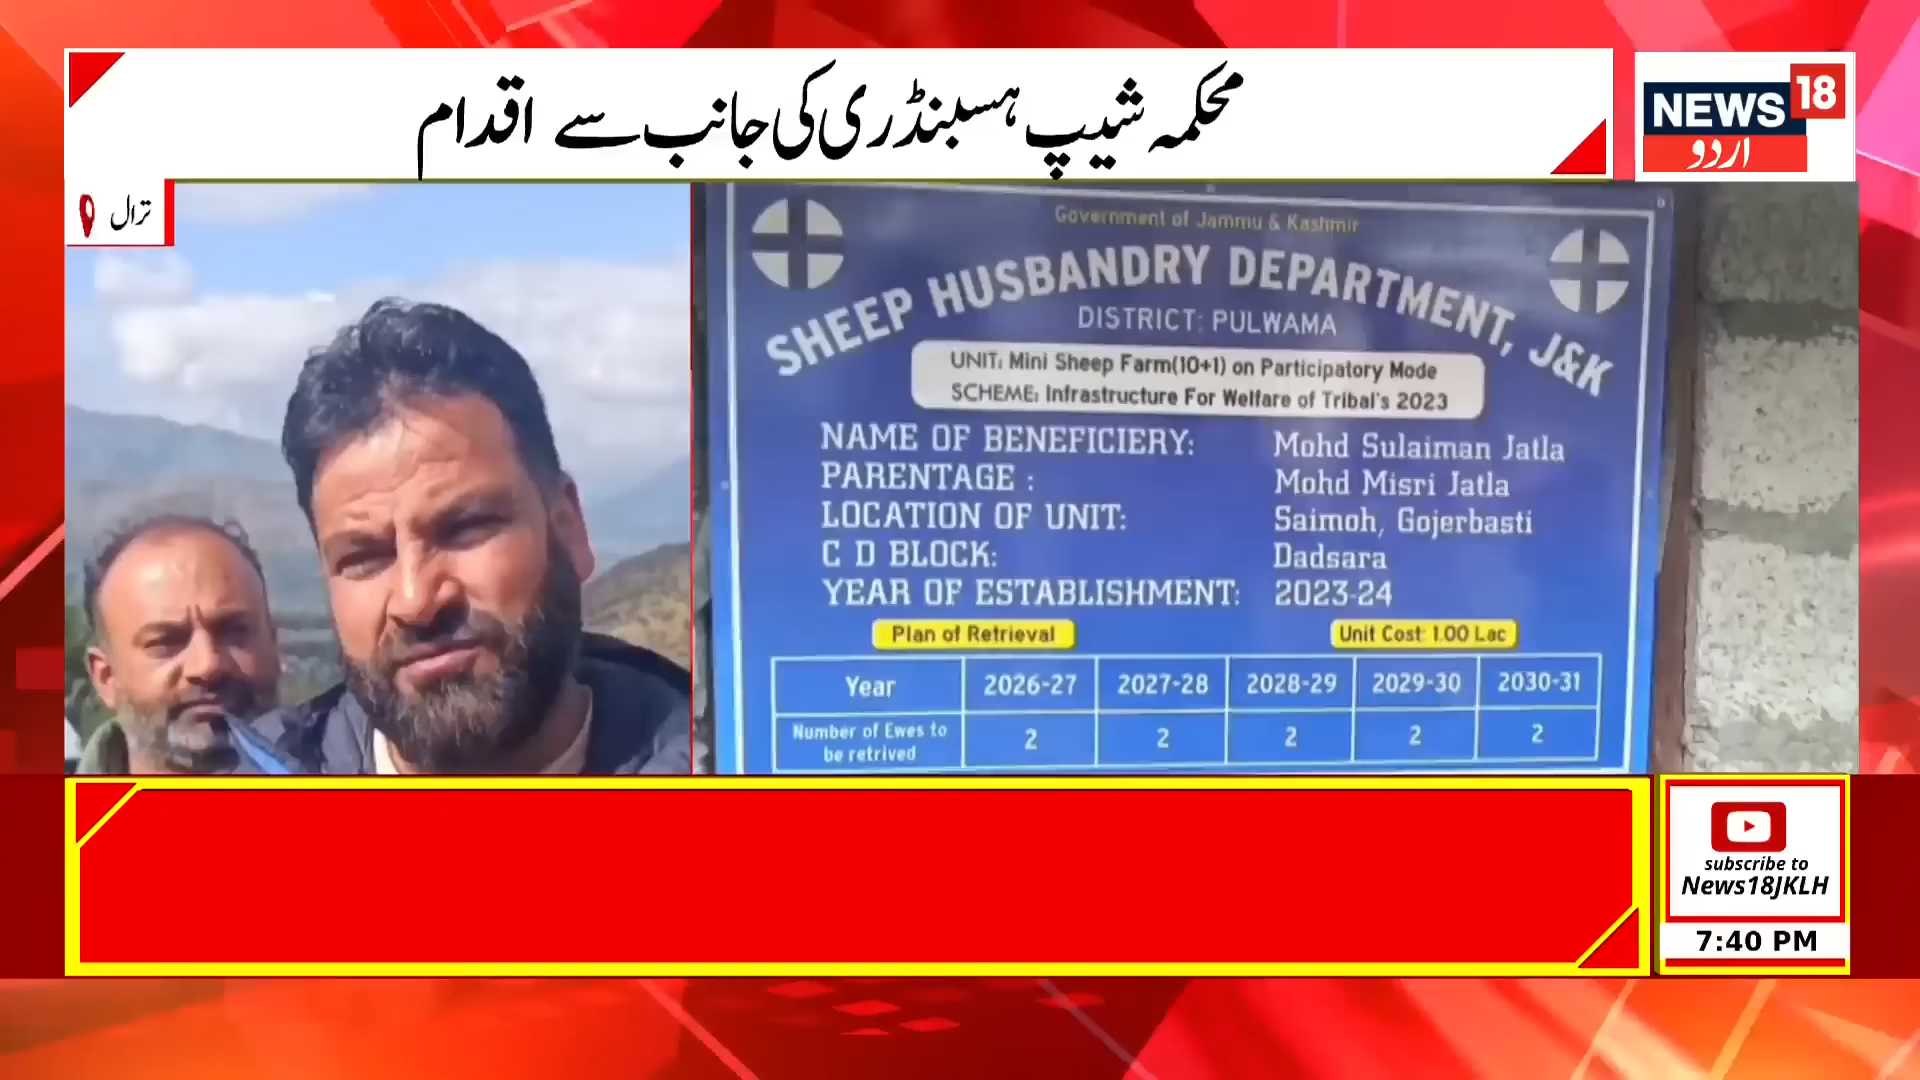 محکمہ شیپ ہسبنڈری کی جانب سے اقدام
NEWS 18
اردو
ترال
Government of Jammu & Kashmir
SHEEP HUSBANDRY DEPARTMENT, J&K
DISTRICT: PULWAMA
UNIT: Mini Sheep Farm(10+1) on Participatory Mode
SCHEME: Infrastructure For Welfare of Tribal's 2023
NAME OF BENEFICIERY: Mohd Sulaiman Jatla
PARENTAGE : Mohd Misri Jatla
LOCATION OF UNIT: Saimoh, Gojerbasti
C D BLOCK: Dadsara
YEAR OF ESTABLISHMENT: 2023-24
Plan of Retrieval Unit Cost: 1.00 Lac
Year 2026-27 2027-28 2028-29 2029-30 2030-31
Number of Ewes to
be retrived 2 2 2 2 2
subscribe to
News18JKLH
7:40 PM